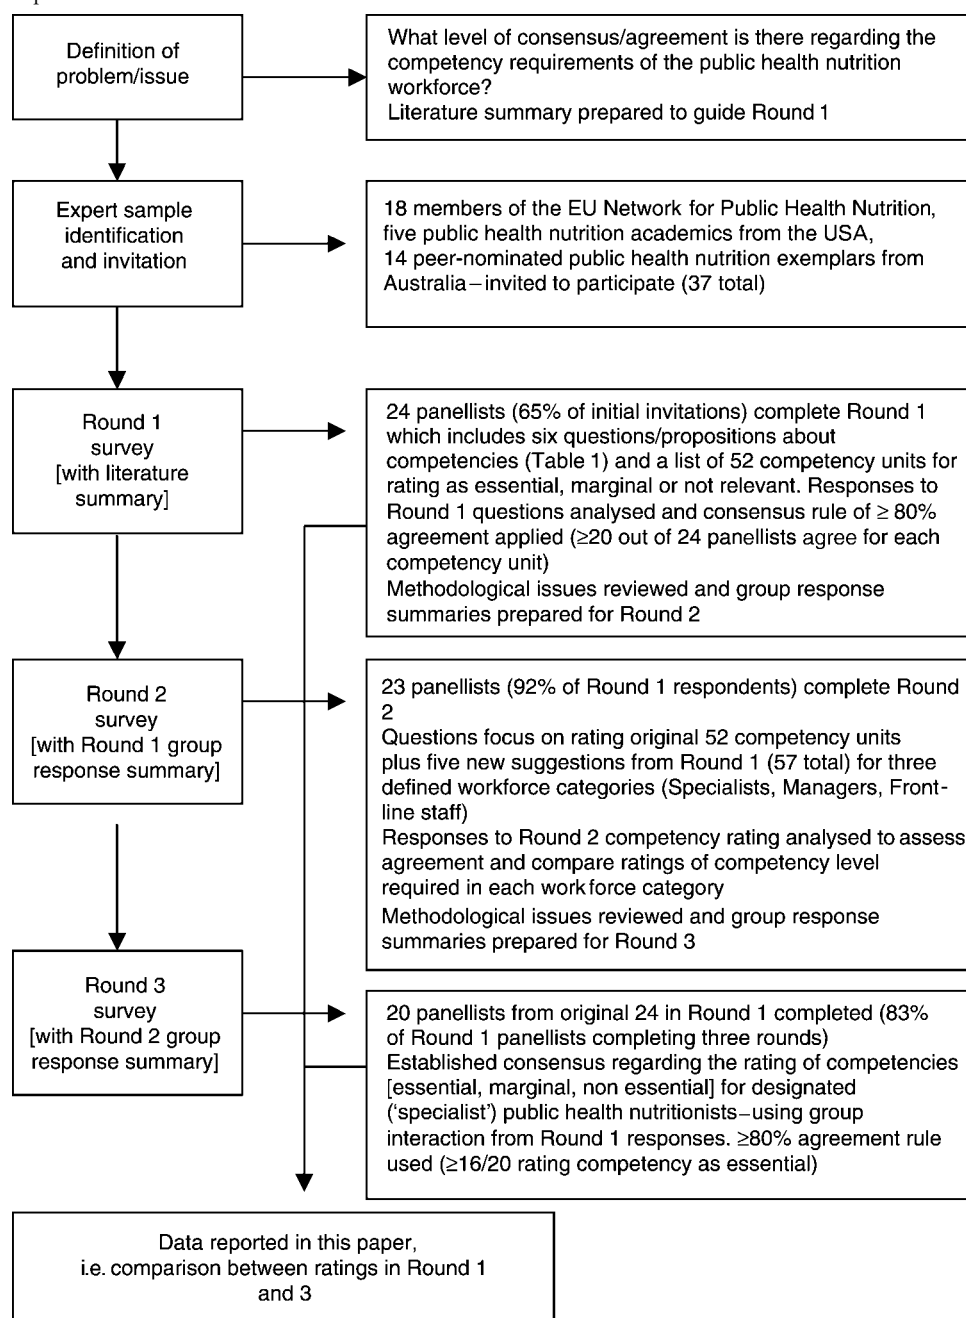 Definition of
problem/issue
What level of consensus/agreement is there regarding the
competency requirements of the public health nutrition
workforce?
Literature summary prepared to guide Round 1
Expert sample
identification
and invitation
18 members of the EU Network for Public Health Nutrition,
five public health nutrition academics from the USA,
14 peer-nominated public health nutrition exemplars from
Australia–invited to participate (37 total)
Round 1
survey
[with literature
summary]
24 panellists (65% of initial invitations) complete Round 1
which includes six questions/propositions about
competencies (Table 1) and a list of 52 competency units for
rating as essential, marginal or not relevant. Responses to
Round 1 questions analysed and consensus rule of ≥ 80%
agreement applied (≥20 out of 24 panellists agree for each
competency unit)
Methodological issues reviewed and group response
summaries prepared for Round 2
Round 2
survey
[with Round 1 group
response summary]
23 panellists (92% of Round 1 respondents) complete Round
2
Questions focus on rating original 52 competency units
plus five new suggestions from Round 1 (57 total) for three
defined workforce categories (Specialists, Managers, Front-
line staff)
Responses to Round 2 competency rating analysed to assess
agreement and compare ratings of competency level
required in each workforce category
Methodological issues reviewed and group response
summaries prepared for Round 3
Round 3
survey
[with Round 2 group
response summary]
20 panellists from original 24 in Round 1 completed (83%
of Round 1 panellists completing three rounds)
Established consensus regarding the rating of competencies
[essential, marginal, non essential] for designated
('specialist') public health nutritionists–using group
interaction from Round 1 responses. ≥80% agreement rule
used (≥16/20 rating competency as essential)
Data reported in this paper,
i.e. comparison between ratings in Round 1
and 3